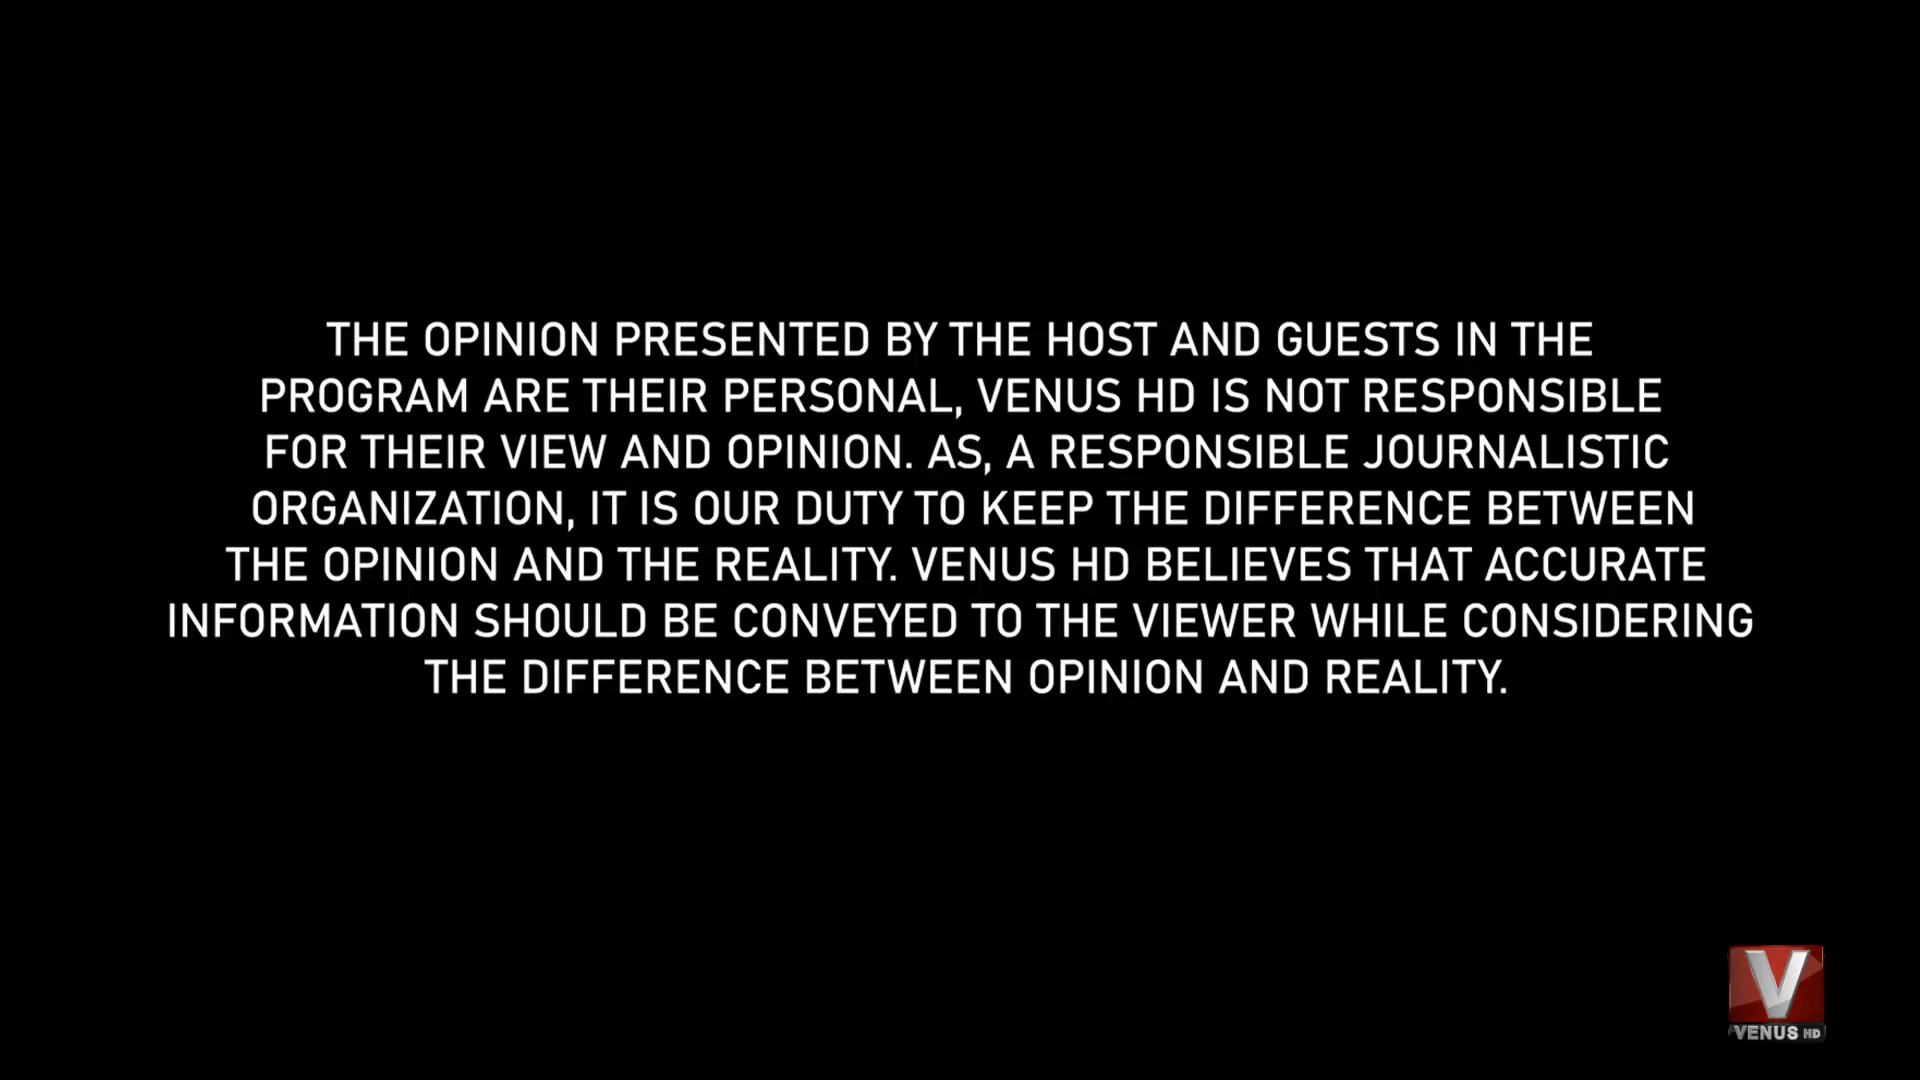 THE OPINION PRESENTED BY THE HOST AND GUESTS IN THE
PROGRAM ARE THEIR PERSONAL, VENUS HD IS NOT RESPONSIBLE
FOR THEIR VIEW AND OPINION. AS, A RESPONSIBLE JOURNALISTIC
ORGANIZATION, IT IS OUR DUTY TO KEEP THE DIFFERENCE BETWEEN
THE OPINION AND THE REALITY. VENUS HD BELIEVES THAT ACCURATE
INFORMATION SHOULD BE CONVEYED TO THE VIEWER WHILE CONSIDERING
THE DIFFERENCE BETWEEN OPINION AND REALITY.
V
VENUS HD